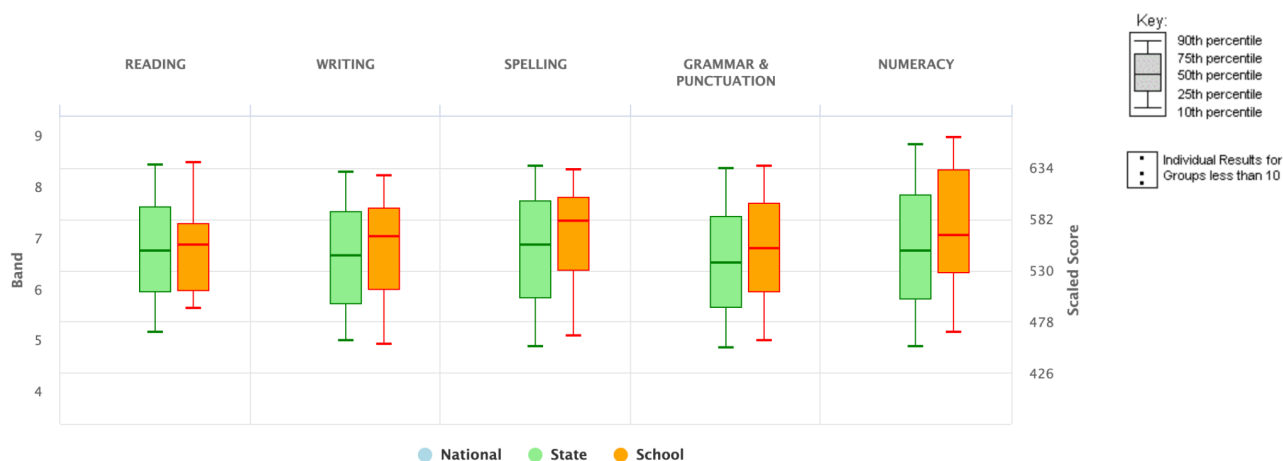 READING
WRITING
SPELLING
GRAMMAR &
PUNCTUATION
NUMERACY
Key:
90th percentile
75th percentile
50th percentile
25th percentile
10th percentile
Individual Results for
Groups less than 10
Band
9
8
7
6
5
4
634
582
530
478
426
Scaled Score
National
State
School